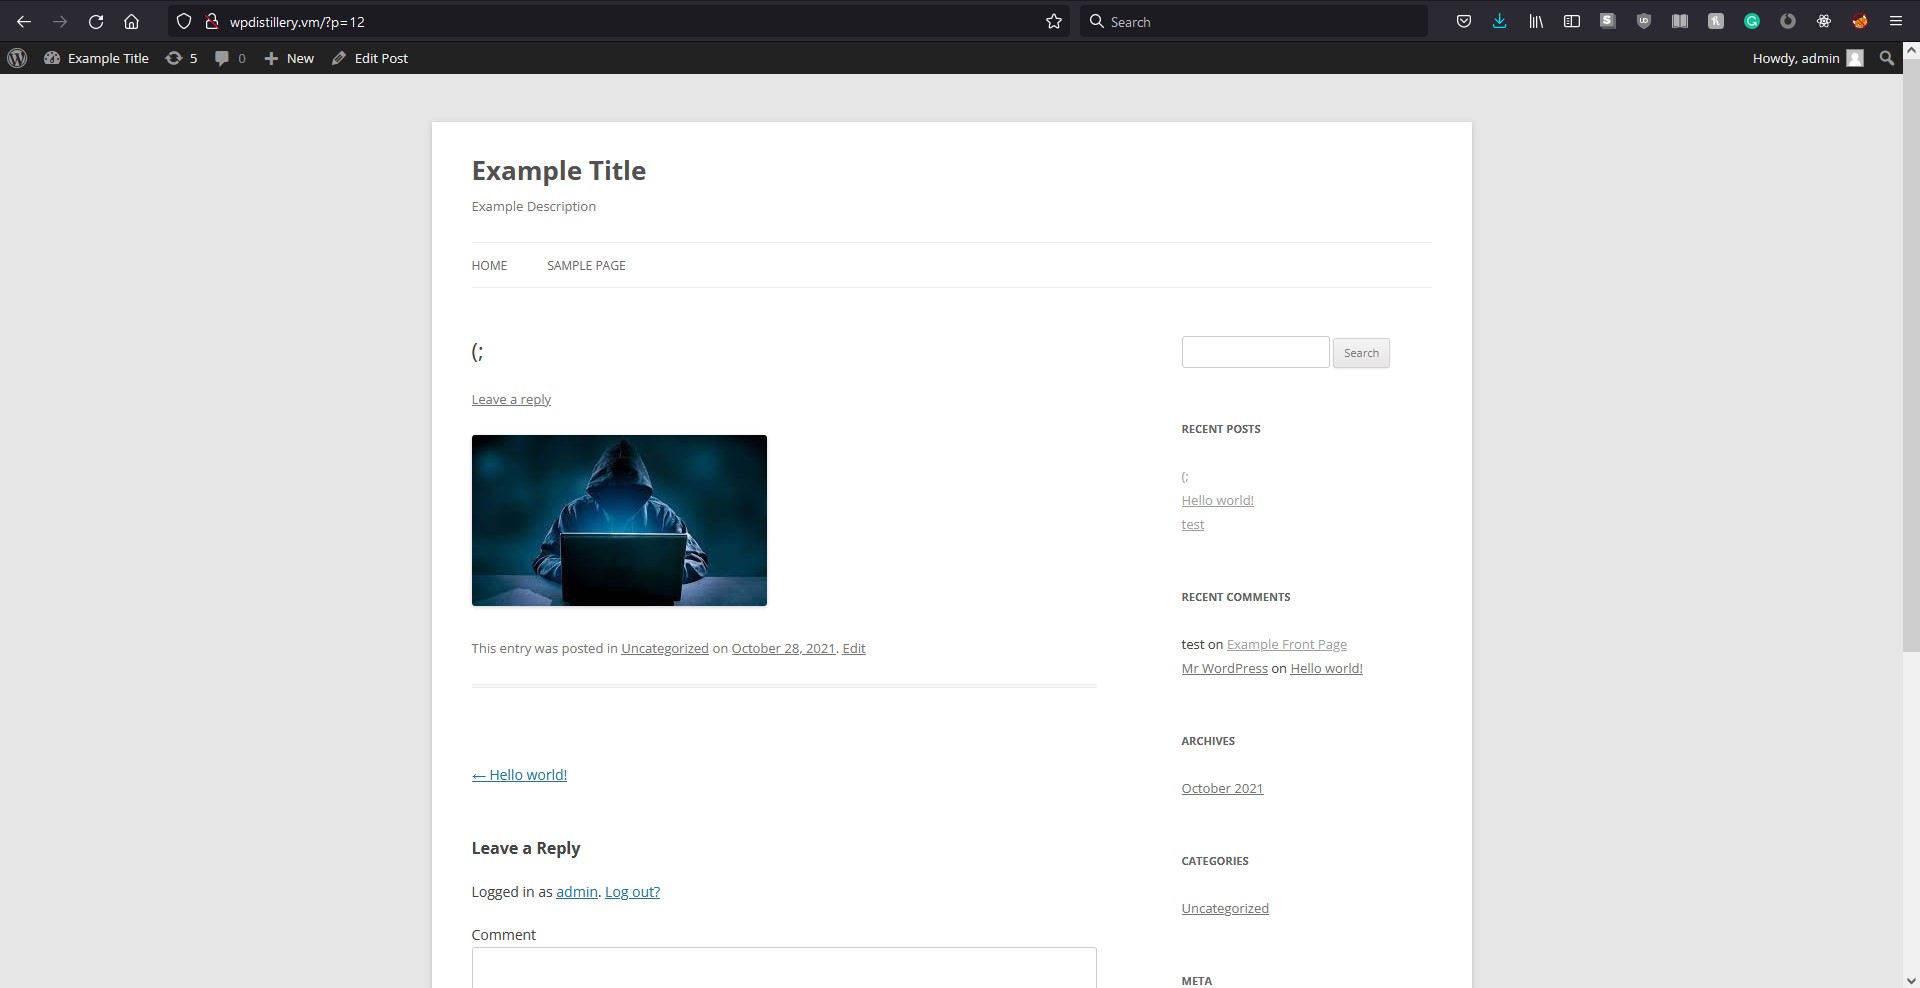 wpdistillery.vm/?p=12
Search
Example Title
5
0
New
Edit Post
Howdy, admin
Example Title
Example Description
HOME
SAMPLE PAGE
(;
Leave a reply
This entry was posted in Uncategorized on October 28, 2021. Edit
← Hello world!
Leave a Reply
Logged in as admin. Log out?
Comment
Search
RECENT POSTS
(;
Hello world!
test
RECENT COMMENTS
test on Example Front Page
Mr WordPress on Hello world!
ARCHIVES
October 2021
CATEGORIES
Uncategorized
META